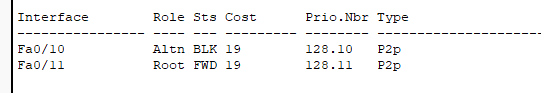 Interface        Role Sts Cost      Prio.Nbr Type
---------------- ---- --- --------- -------- --------------------
Fa0/10           Altn BLK 19        128.10   P2p
Fa0/11           Root FWD 19        128.11   P2p